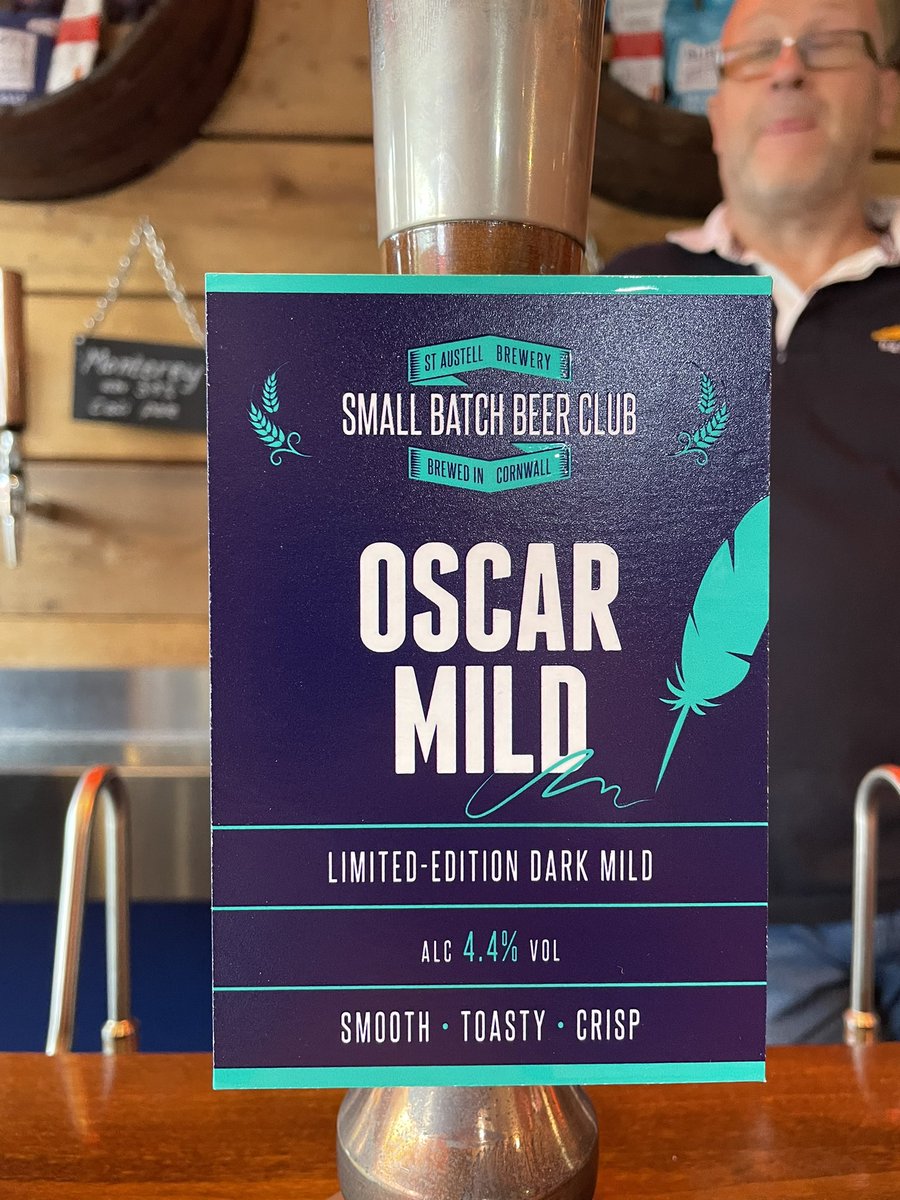 ST AUSTELL BREWERY
SMALL BATCH BEER CLUB
BREWED IN CORNWALL
OSCAR
MILD
LIMITED-EDITION DARK MILD
ALC 4.4% VOL
SMOOTH • TOASTY • CRISP
Monterey